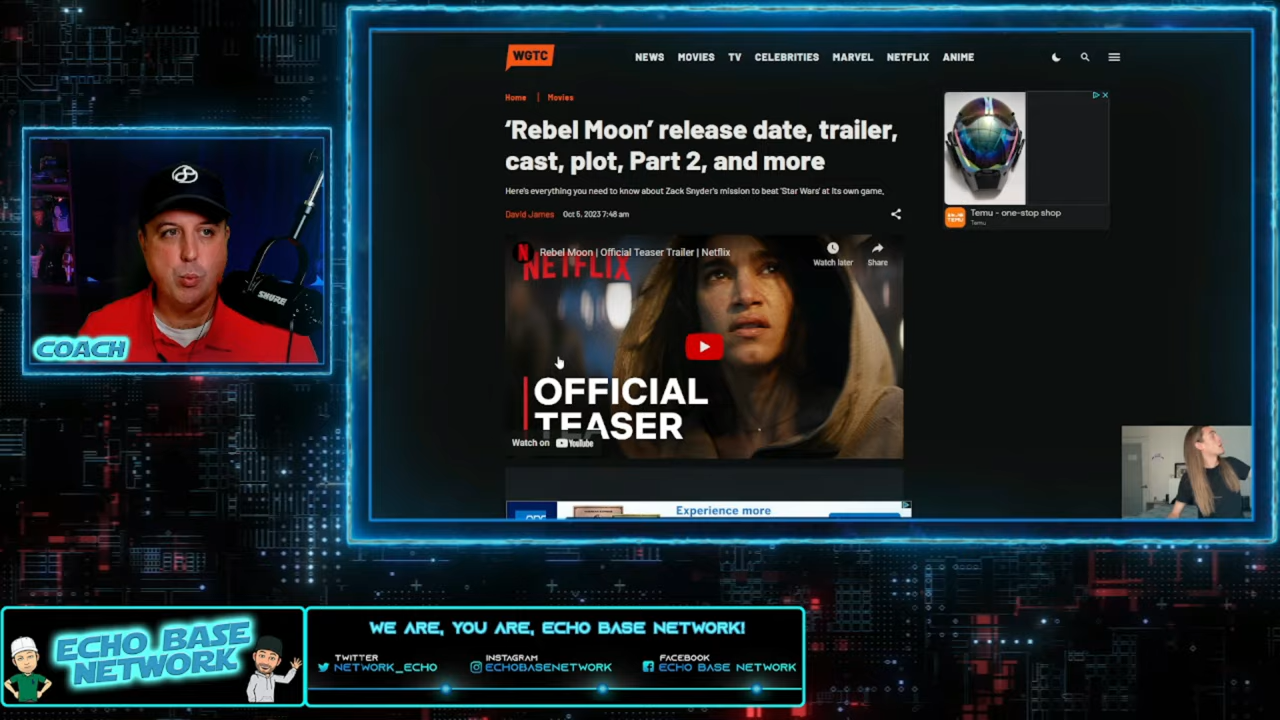 WGTC
NEWS MOVIES TV CELEBRITIES MARVEL NETFLIX ANIME
Home | Movies
‘Rebel Moon’ release date, trailer,
cast, plot, Part 2, and more
Here's everything you need to know about Zack Snyder's mission to beat 'Star Wars' at its own game.
David James Oct 5, 2023 7:48 am
Temu - one-stop shop
Temu
Rebel Moon | Official Teaser Trailer | Netflix
Watch later
Share
NETFLIX
OFFICIAL
TEASER
Watch on YouTube
Experience more
SHURE
COACH
ECHO BASE
NETWORK
WE ARE, YOU ARE, ECHO BASE NETWORK!
TWITTER
NETWORK_ECHO
INSTAGRAM
ECHOBASENETWORK
FACEBOOK
ECHO BASE NETWORK